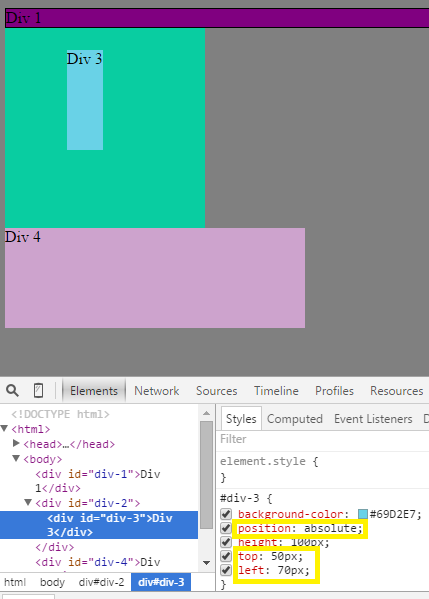 Div 1
Div 3
Div 4
Elements Network Sources Timeline Profiles Resources
<!DOCTYPE html>
<html>
<head>…</head>
<body>
<div id="div-1">Div
1</div>
<div id="div-2">
<div id="div-3">Div
3</div>
</div>
<div id="div-4">Div
html body div#div-2 div#div-3
Styles Computed Event Listeners D
Filter
element.style {
}
#div-3 {
background-color: #69D2E7;
position: absolute;
height: 100px;
top: 50px;
left: 70px;
}